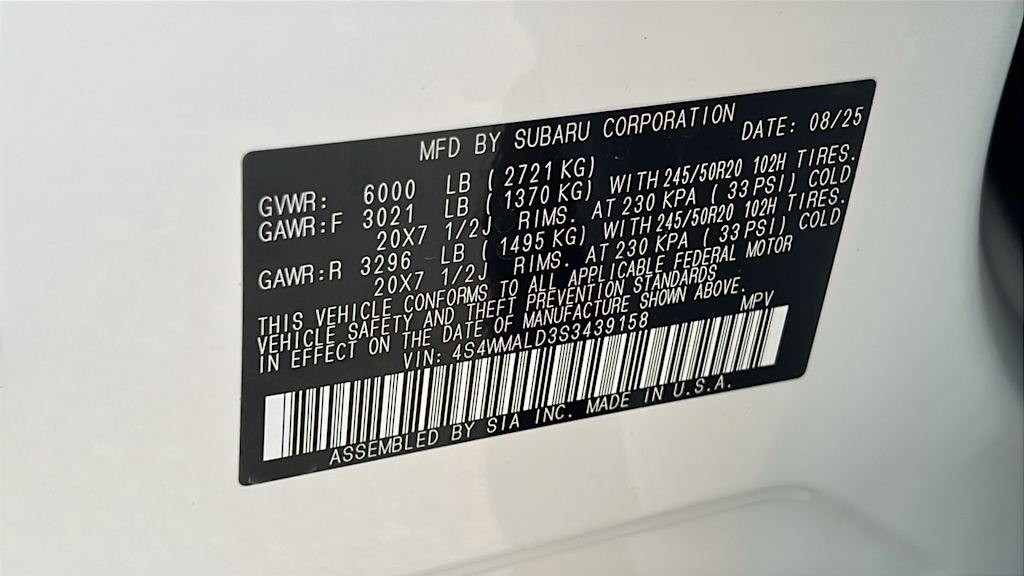 MFD BY SUBARU CORPORATION DATE: 08/25
GVWR: 6000 LB ( 2721 KG)
GAWR:F 3021 LB ( 1370 KG) WITH 245/50R20 102H TIRES.
20X7 1/2J RIMS. AT 230 KPA ( 33 PSI) COLD
GAWR:R 3296 LB ( 1495 KG) WITH 245/50R20 102H TIRES.
20X7 1/2J RIMS. AT 230 KPA ( 33 PSI) COLD
THIS VEHICLE CONFORMS TO ALL APPLICABLE FEDERAL MOTOR
VEHICLE SAFETY AND THEFT PREVENTION STANDARDS
IN EFFECT ON THE DATE OF MANUFACTURE SHOWN ABOVE.
VIN: 4S4WMALD3S3439158 MPV
ASSEMBLED BY SIA INC. MADE IN U.S.A.